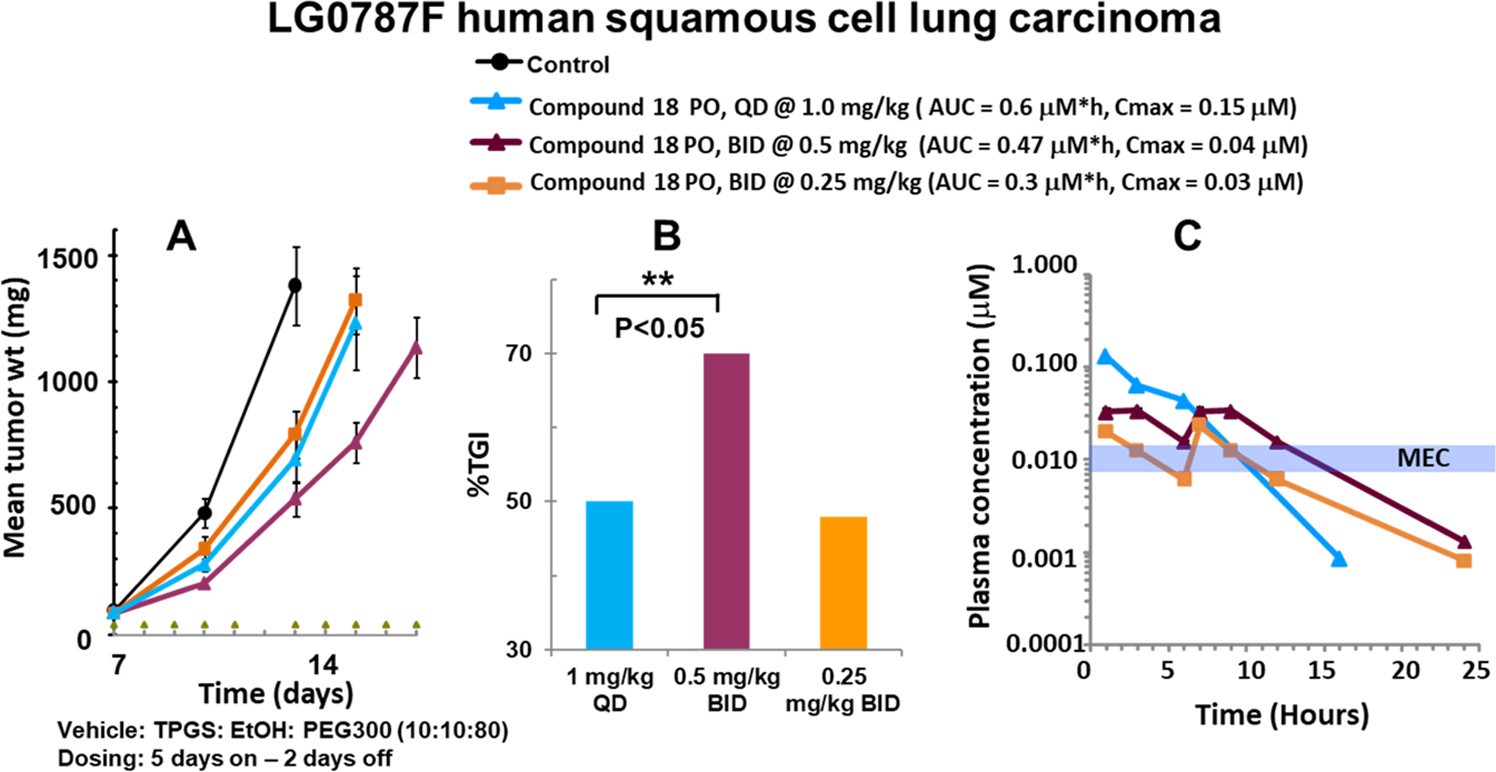 LG0787F human squamous cell lung carcinoma
Control
Compound 18 PO, QD @ 1.0 mg/kg ( AUC = 0.6 μM*h, Cmax = 0.15 μM)
Compound 18 PO, BID @ 0.5 mg/kg (AUC = 0.47 μM*h, Cmax = 0.04 μM)
Compound 18 PO, BID @ 0.25 mg/kg (AUC = 0.3 μM*h, Cmax = 0.03 μM)
A
Mean tumor wt (mg)
1500
1000
500
0
7
14
Time (days)
Vehicle: TPGS: EtOH: PEG300 (10:10:80)
Dosing: 5 days on – 2 days off
B
%TGI
**
P<0.05
70
50
30
1 mg/kg
QD
0.5 mg/kg
BID
0.25
mg/kg BID
C
Plasma concentration (μM)
1.000
0.100
0.010
0.001
0.0001
MEC
0
5
10
15
20
25
Time (Hours)